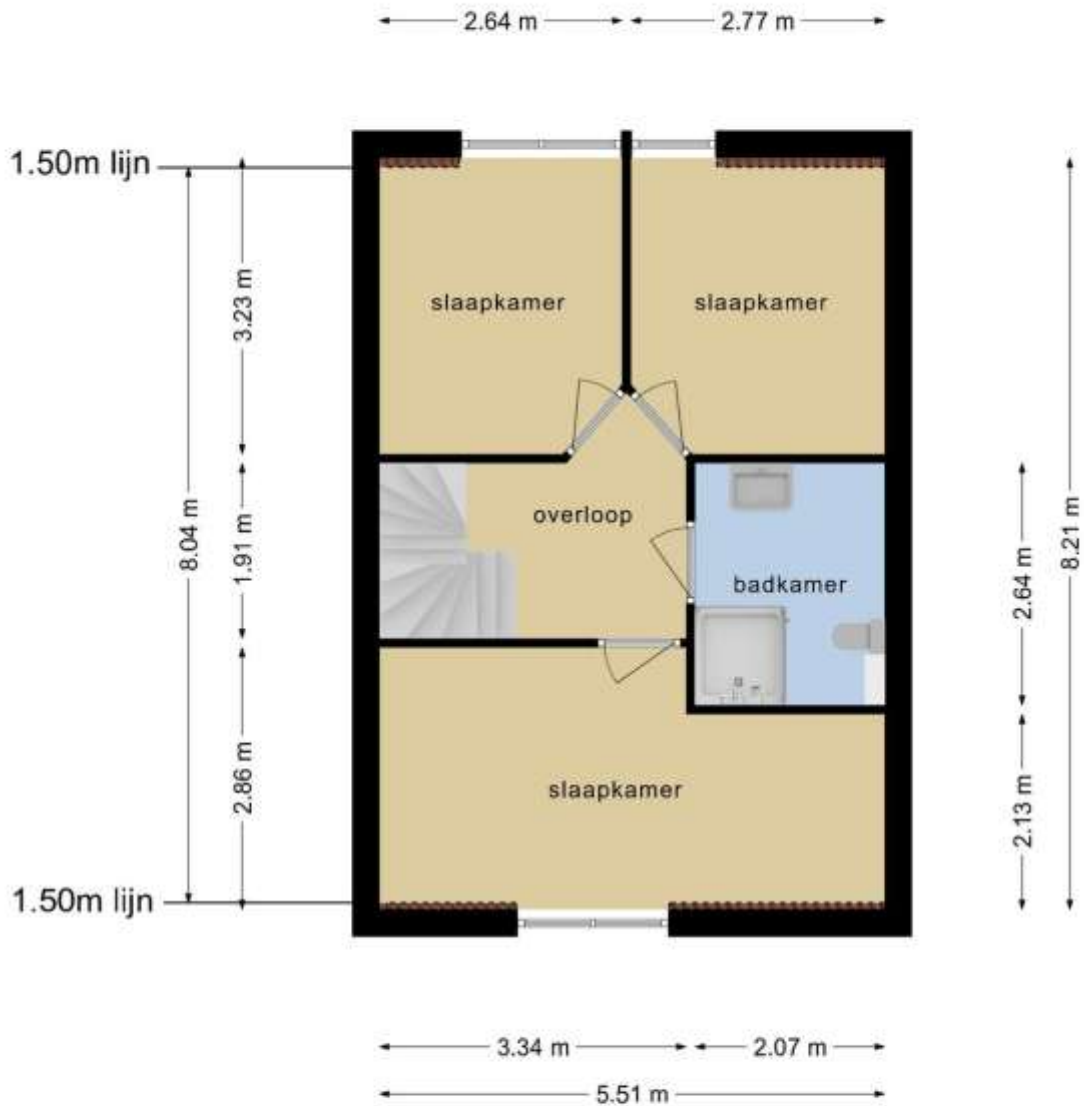 2.64 m
2.77 m
1.50m lijn
3.23 m
slaapkamer
slaapkamer
8.04 m
1.91 m
overloop
badkamer
2.64 m
8.21 m
2.86 m
slaapkamer
2.13 m
1.50m lijn
3.34 m
2.07 m
5.51 m